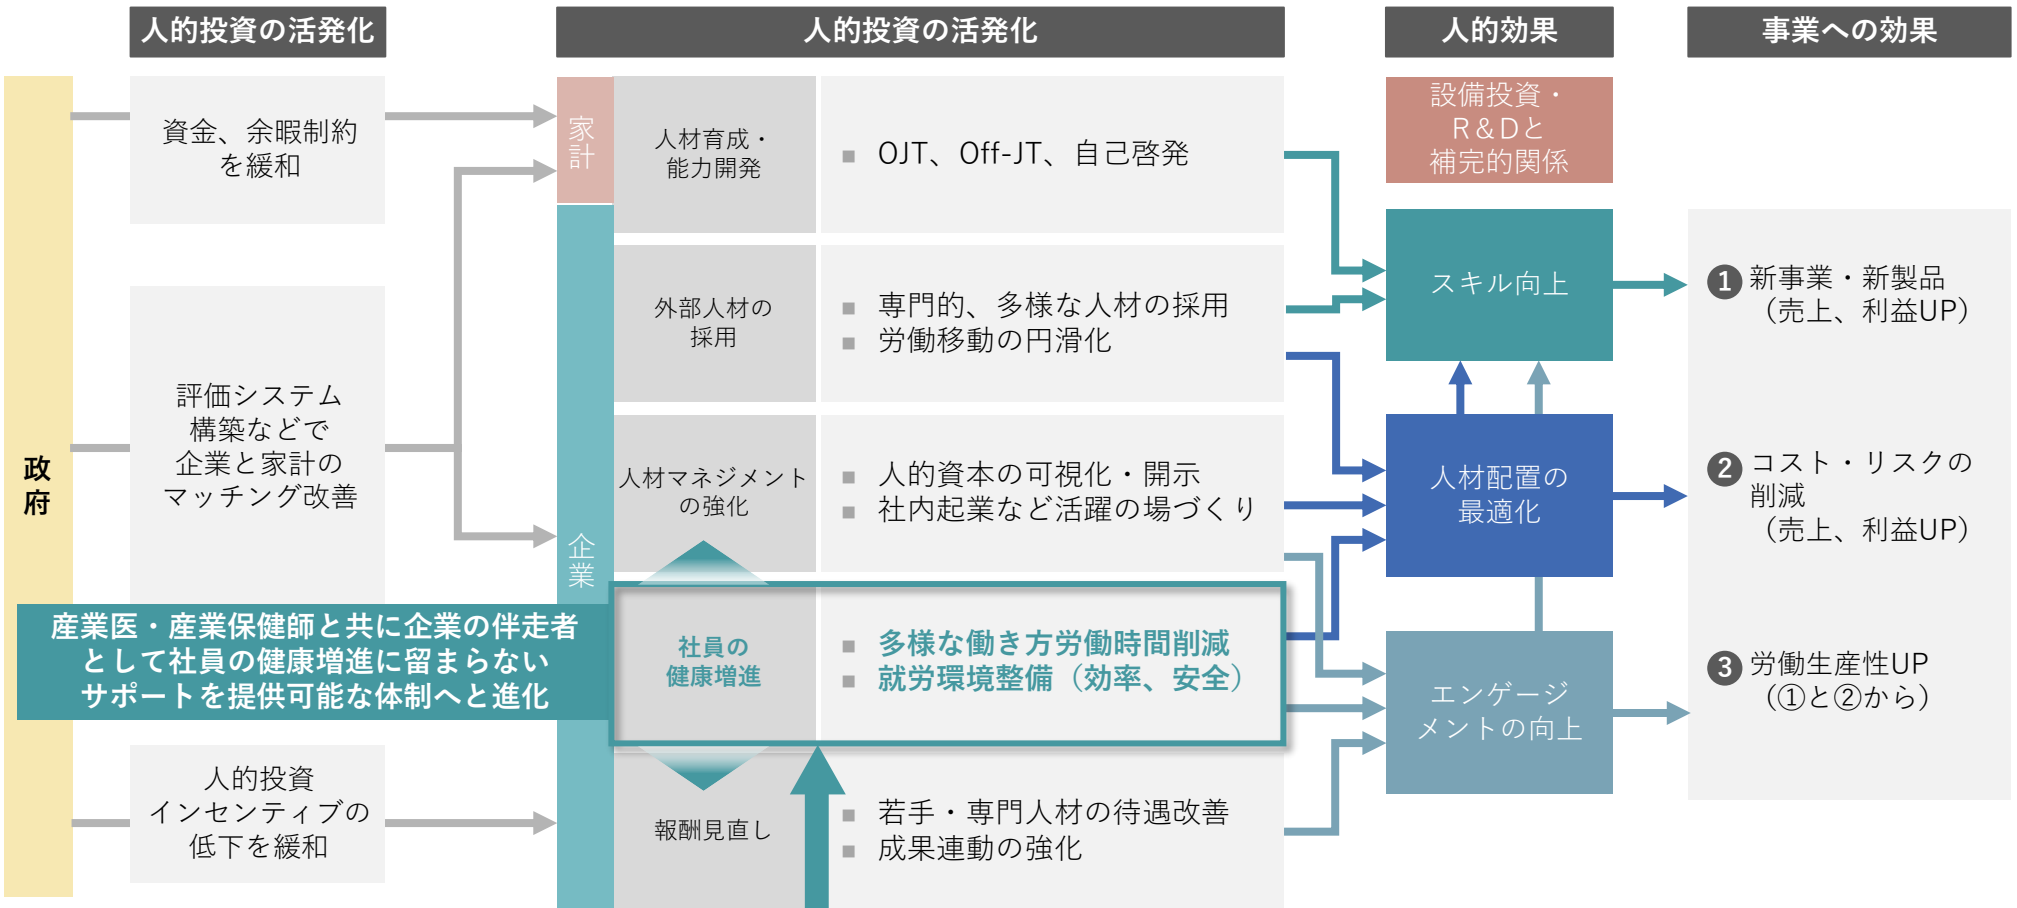 人的投資の活発化
人的投資の活発化
人的効果
事業への効果
政
府
資金、余暇制約
を緩和
評価システム
構築などで
企業と家計の
マッチング改善
産業医・産業保健師と共に企業の伴走者
として社員の健康増進に留まらない
サポートを提供可能な体制へと進化
人的投資
インセンティブの
低下を緩和
家
計
企
業
人材育成・
能力開発
■ OJT、Off-JT、自己啓発
外部人材の
採用
■ 専門的、多様な人材の採用
■ 労働移動の円滑化
人材マネジメント
の強化
■ 人的資本の可視化・開示
■ 社内起業など活躍の場づくり
社員の
健康増進
■ 多様な働き方労働時間削減
■ 就労環境整備（効率、安全）
報酬見直し
■ 若手・専門人材の待遇改善
■ 成果連動の強化
設備投資・
R＆Dと
補完的関係
スキル向上
人材配置の
最適化
エンゲージ
メントの向上
❶ 新事業・新製品
（売上、利益UP）
❷ コスト・リスクの
削減
（売上、利益UP）
❸ 労働生産性UP
（①と②から）